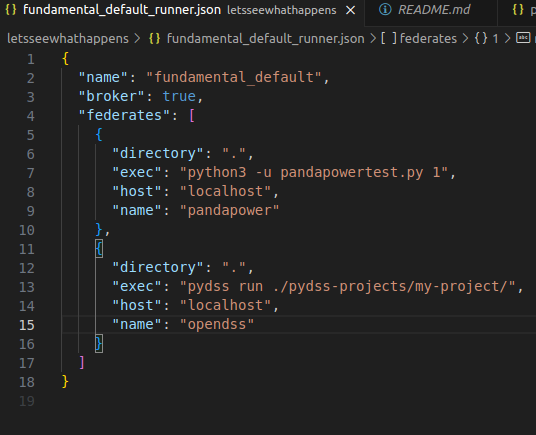 fundamental_default_runner.json letsseewhathappens × README.md p
letsseewhathappens > fundamental_default_runner.json > [ ] federates > {} 1 > abc
1 {
2 "name": "fundamental_default",
3 "broker": true,
4 "federates": [
5 {
6 "directory": ".",
7 "exec": "python3 -u pandapowertest.py 1",
8 "host": "localhost",
9 "name": "pandapower"
10 },
11 {
12 "directory": ".",
13 "exec": "pydss run ./pydss-projects/my-project/",
14 "host": "localhost",
15 "name": "opendss"
16 }
17 ]
18 }
19